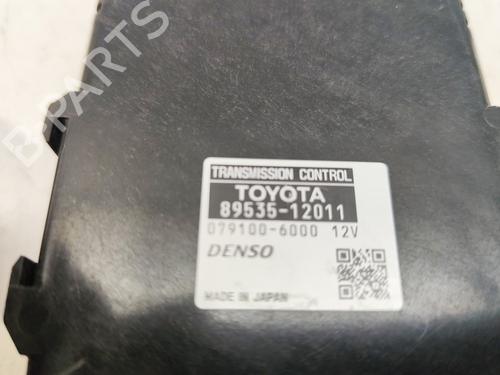 B-PARTS
TRANSMISSION CONTROL
TOYOTA
89535-12011
079100-6000 12V
DENSO
MADE IN JAPAN